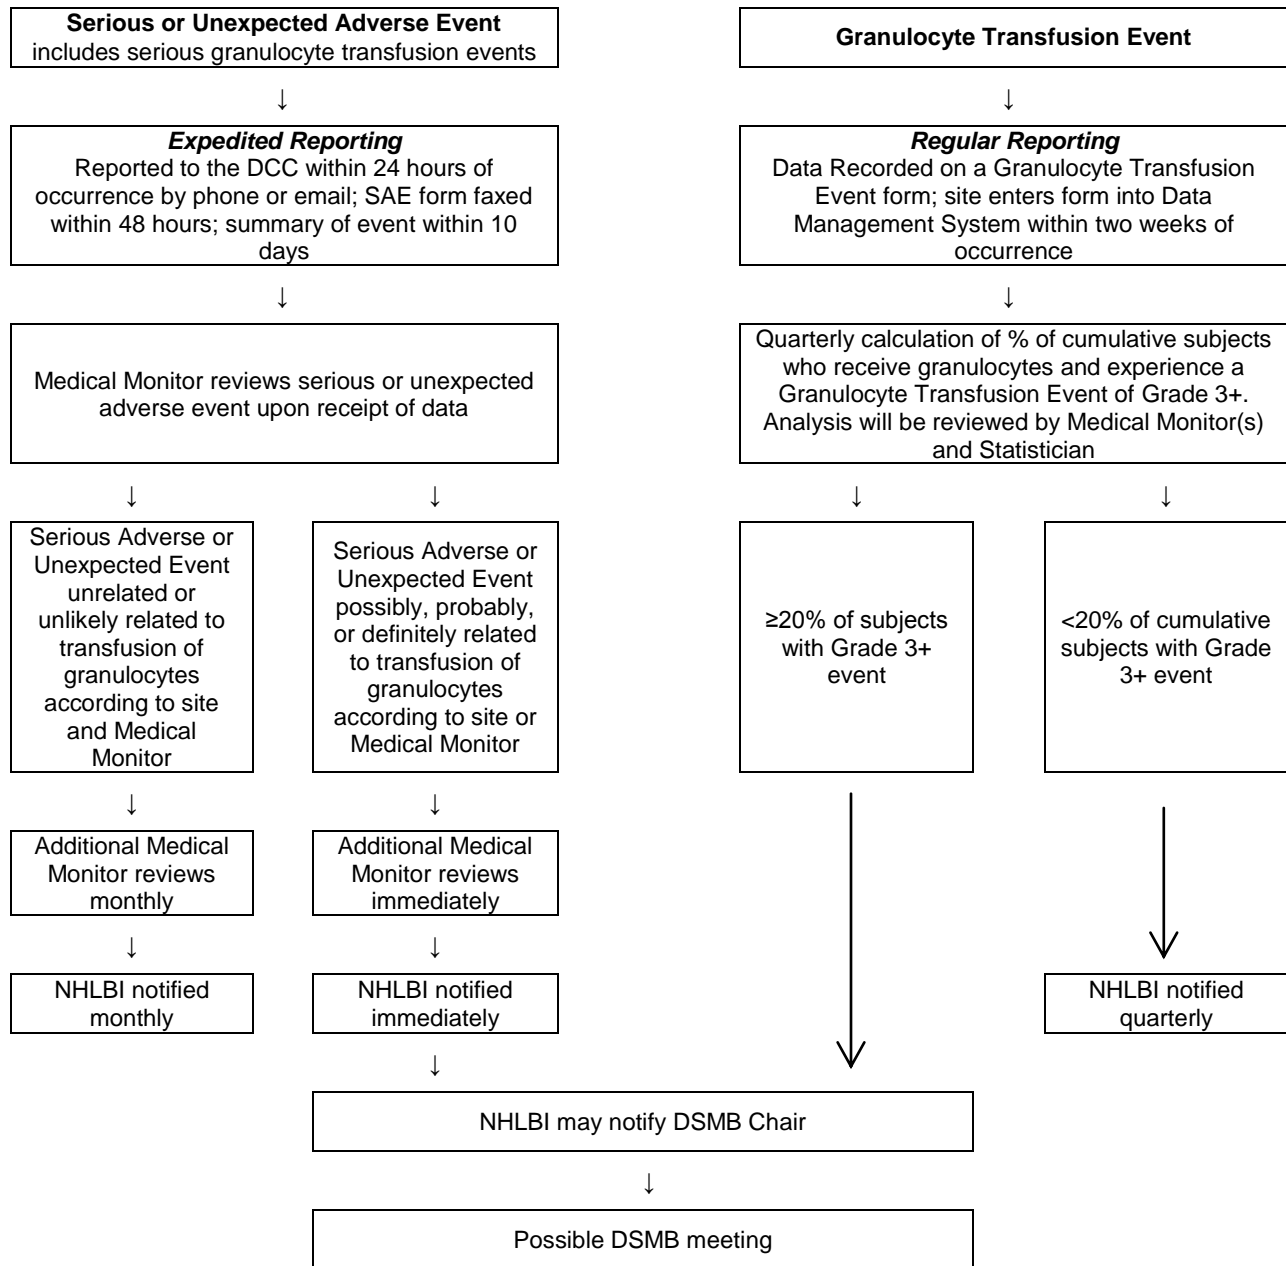 Serious or Unexpected Adverse Event
includes serious granulocyte transfusion events
Granulocyte Transfusion Event
↓
↓
Expedited Reporting
Reported to the DCC within 24 hours of
occurrence by phone or email; SAE form faxed
within 48 hours; summary of event within 10
days
Regular Reporting
Data Recorded on a Granulocyte Transfusion
Event form; site enters form into Data
Management System within two weeks of
occurrence
↓
↓
Medical Monitor reviews serious or unexpected
adverse event upon receipt of data
Quarterly calculation of % of cumulative subjects
who receive granulocytes and experience a
Granulocyte Transfusion Event of Grade 3+.
Analysis will be reviewed by Medical Monitor(s)
and Statistician
↓
↓
↓
↓
Serious Adverse or
Unexpected Event
unrelated or
unlikely related to
transfusion of
granulocytes
according to site
and Medical
Monitor
Serious Adverse or
Unexpected Event
possibly, probably,
or definitely related
to transfusion of
granulocytes
according to site or
Medical Monitor
≥20% of subjects
with Grade 3+
event
<20% of cumulative
subjects with Grade
3+ event
↓
↓
Additional Medical
Monitor reviews
monthly
Additional Medical
Monitor reviews
immediately
↓
↓
NHLBI notified
monthly
NHLBI notified
immediately
NHLBI notified
quarterly
↓
NHLBI may notify DSMB Chair
↓
Possible DSMB meeting